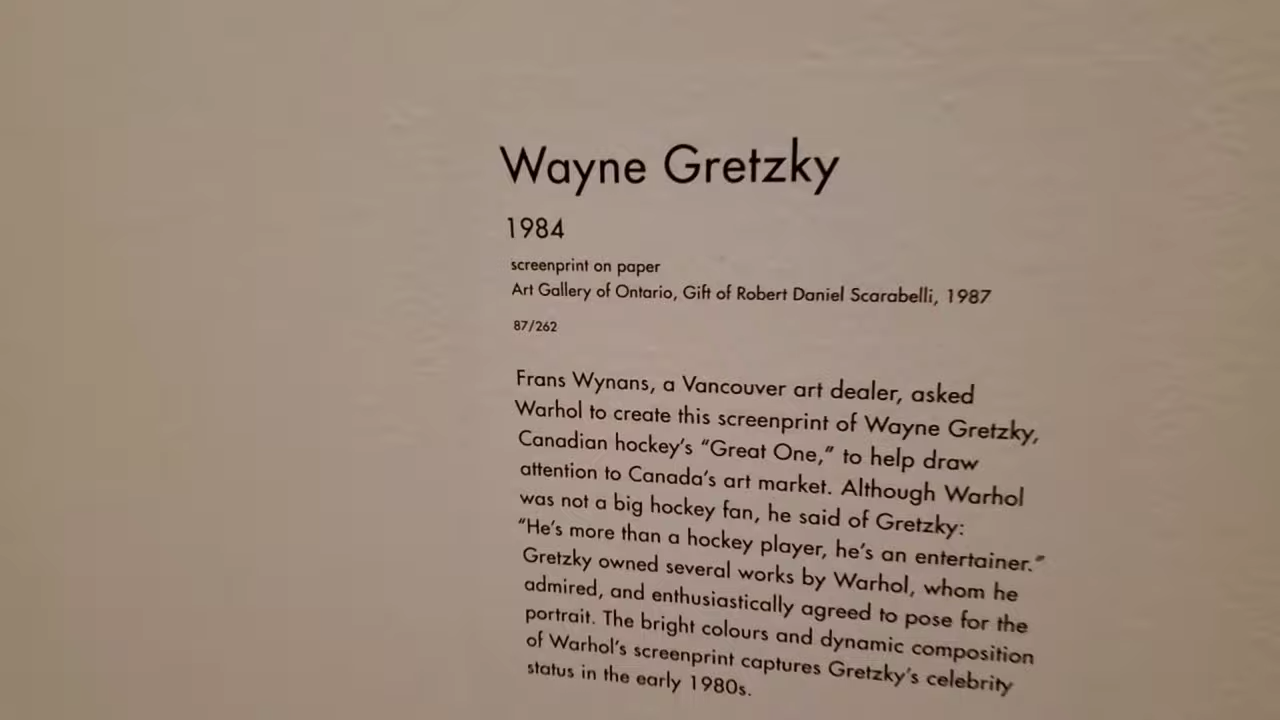 Wayne Gretzky
1984
screenprint on paper
Art Gallery of Ontario, Gift of Robert Daniel Scarabelli, 1987
87/262
Frans Wynans, a Vancouver art dealer, asked
Warhol to create this screenprint of Wayne Gretzky,
Canadian hockey's “Great One,” to help draw
attention to Canada's art market. Although Warhol
was not a big hockey fan, he said of Gretzky:
“He's more than a hockey player, he's an entertainer.”
Gretzky owned several works by Warhol, whom he
admired, and enthusiastically agreed to pose for the
portrait. The bright colours and dynamic composition
of Warhol's screenprint captures Gretzky's celebrity
status in the early 1980s.